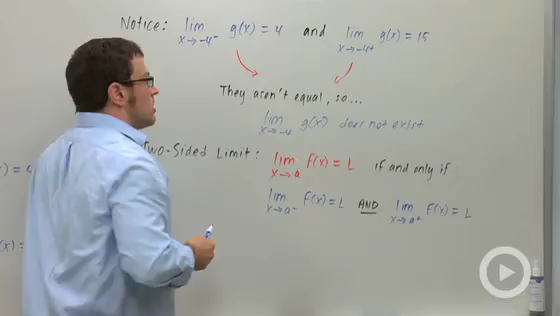 Notice: lim x→-4⁻ g(x) = 4 and lim x→-4⁺ g(x) = 15
They aren't equal, so...
lim x→-4 g(x) does not exist
Two-Sided Limit: lim x→a f(x) = L if and only if
lim x→a⁻ f(x) = L AND lim x→a⁺ f(x) = L
) = 4
(x) =